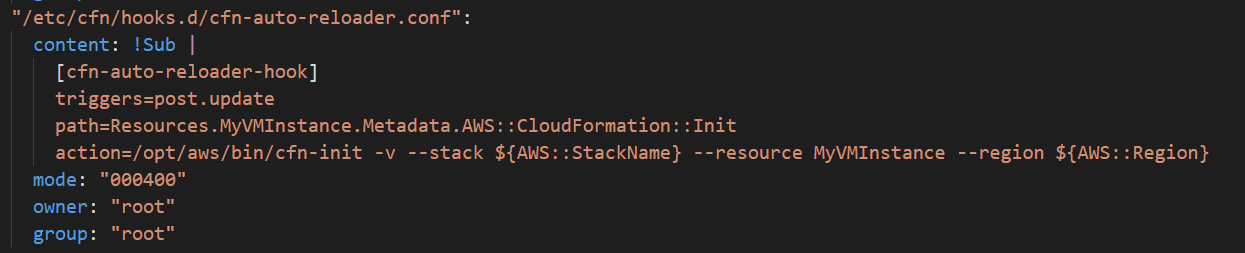 "/etc/cfn/hooks.d/cfn-auto-reloader.conf":
content: !Sub |
[cfn-auto-reloader-hook]
triggers=post.update
path=Resources.MyVMInstance.Metadata.AWS::CloudFormation::Init
action=/opt/aws/bin/cfn-init -v --stack ${AWS::StackName} --resource MyVMInstance --region ${AWS::Region}
mode: "000400"
owner: "root"
group: "root"